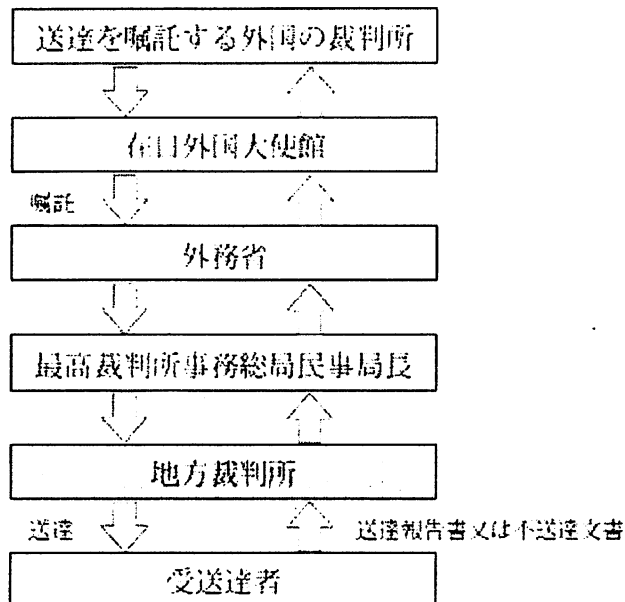 送達を嘱託する外国の裁判所
在日外国大使館
嘱託
外務省
最高裁判所事務総局民事局長
地方裁判所
送達
送達報告書又は不送達文書
受送達者